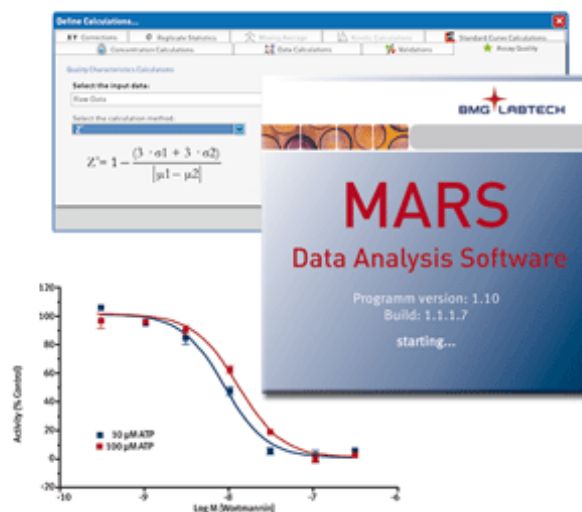 Define Calculations...
XY Corrections
Replicate Statistics
Moving Average
Kinetic Calculations
Standard Curve Calculations
Concentration Calculations
Data Calculations
Validations
Assay Quality
Quality Characteristics Calculations
Select the input data:
Raw Data
Select the calculation method:
Z'
Z'= 1 − (3 · σ1 + 3 · σ2)
|μ1 − μ2|
BMG LABTECH
MARS
Data Analysis Software
Programm version: 1.10
Build: 1.1.1.7
starting...
120
100
80
60
40
20
0
-20
Activity (% Control)
10 µM ATP
100 µM ATP
-10
-9
-8
-7
-6
Log M [Wortmannin]